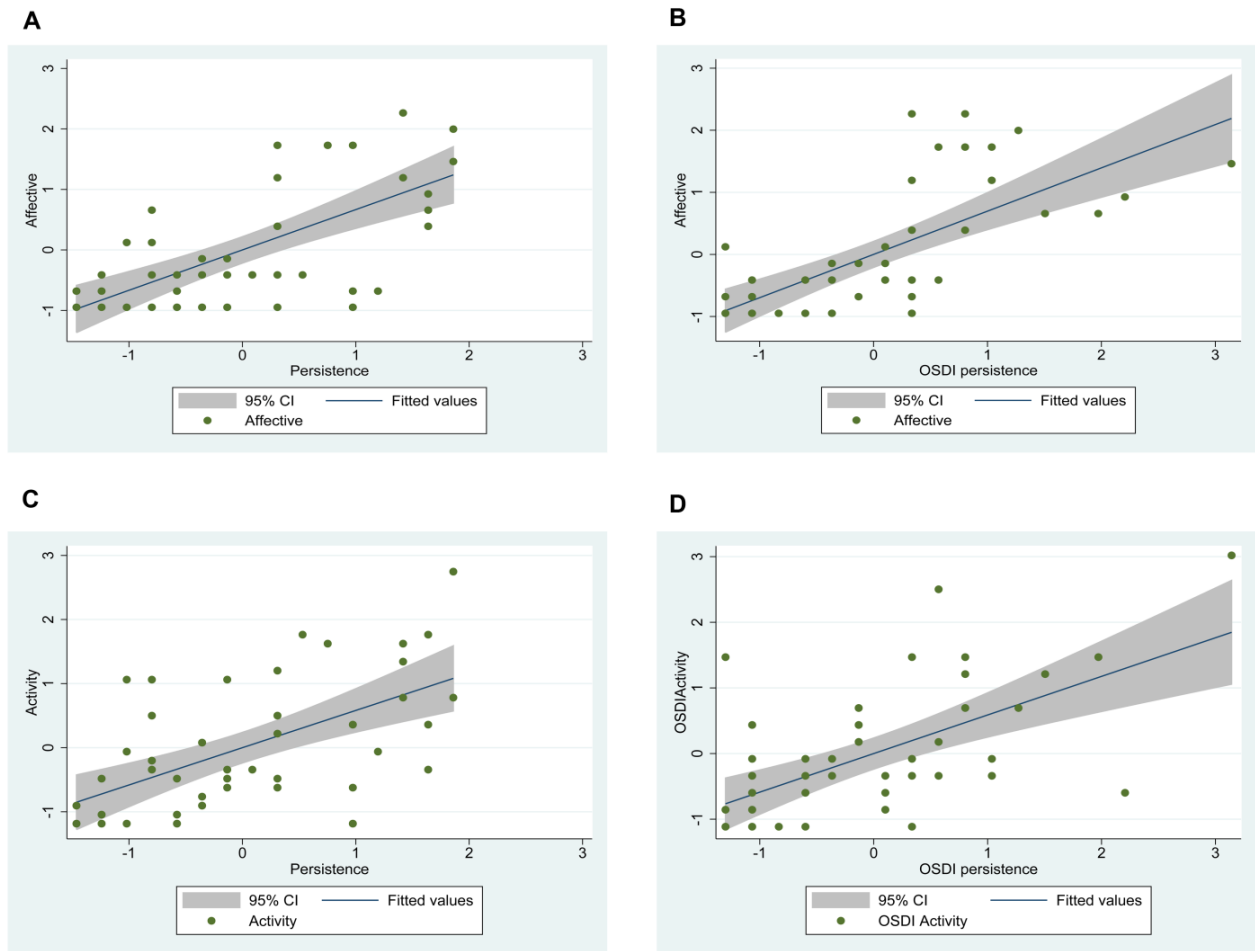 A
B
3
2
1
0
-1
Affective
-1 0 1 2 3
Persistence
95% CI Fitted values
Affective
3
2
1
0
-1
Affective
-1 0 1 2 3
OSDI persistence
95% CI Fitted values
Affective
C
D
3
2
1
0
-1
Activity
-1 0 1 2 3
Persistence
95% CI Fitted values
Activity
3
2
1
0
-1
OSDIActivity
-1 0 1 2 3
OSDI persistence
95% CI Fitted values
OSDI Activity